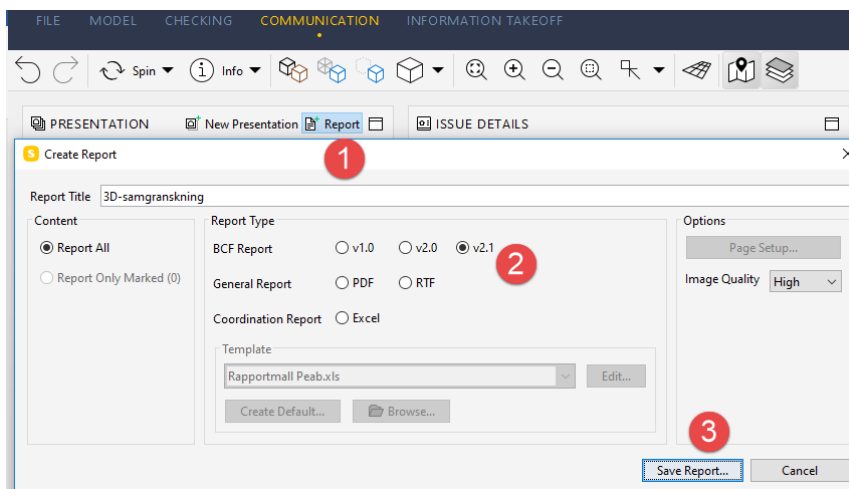 FILE MODEL CHECKING COMMUNICATION INFORMATION TAKEOFF
Spin Info
PRESENTATION New Presentation Report ISSUE DETAILS
1
S Create Report
Report Title 3D-samgranskning
Content Report Type Options
Report All BCF Report v1.0 v2.0 v2.1 2 Page Setup...
Report Only Marked (0) General Report PDF RTF Image Quality High
Coordination Report Excel
Template
Rapportmall Peab.xls Edit...
Create Default... Browse...
3
Save Report... Cancel